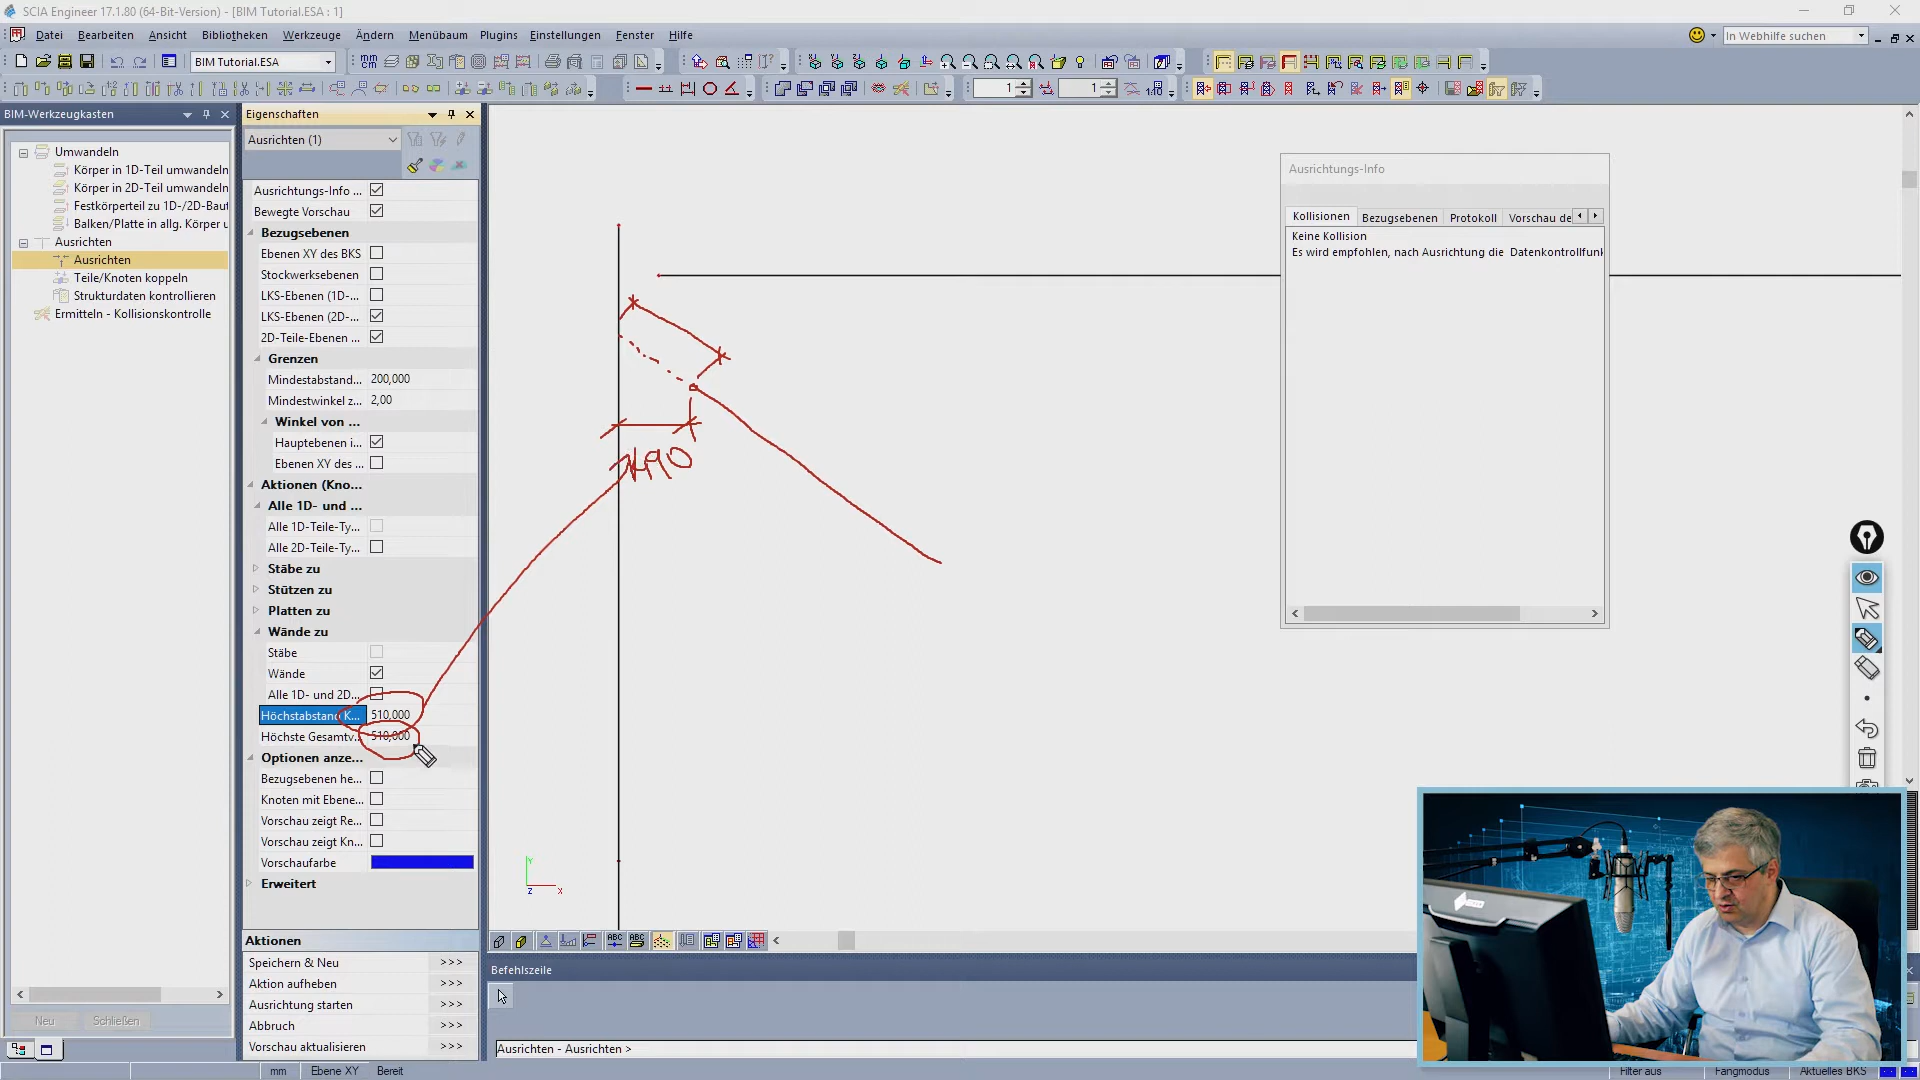 SCIA Engineer 17.1.80 (64-Bit-Version) - [BIM Tutorial.ESA : 1]
Datei Bearbeiten Ansicht Bibliotheken Werkzeuge Ändern Menübaum Plugins Einstellungen Fenster Hilfe
In Webhilfe suchen
BIM Tutorial.ESA
1 1
BIM-Werkzeugkasten
Umwandeln
Körper in 1D-Teil umwandeln
Körper in 2D-Teil umwandeln
Festkörperteil zu 1D-/2D-Baut
Balken/Platte in allg. Körper u
Ausrichten
Ausrichten
Teile/Knoten koppeln
Strukturdaten kontrollieren
Ermitteln - Kollisionskontrolle
Neu Schließen
Eigenschaften
Ausrichten (1)
Ausrichtungs-Info ...
Bewegte Vorschau
Bezugsebenen
Ebenen XY des BKS
Stockwerksebenen
LKS-Ebenen (1D-...
LKS-Ebenen (2D-...
2D-Teile-Ebenen ...
Grenzen
Mindestabstand... 200,000
Mindestwinkel z... 2,00
Winkel von ...
Hauptebenen i...
Ebenen XY des ...
Aktionen (Kno...
Alle 1D- und ...
Alle 1D-Teile-Ty...
Alle 2D-Teile-Ty...
Stäbe zu
Stützen zu
Platten zu
Wände zu
Stäbe
Wände
Alle 1D- und 2D...
Höchstabstand K... 510,000
Höchste Gesamtv... 510,000
Optionen anze...
Bezugsebenen he...
Knoten mit Ebene...
Vorschau zeigt Re...
Vorschau zeigt Kn...
Vorschaufarbe
Erweitert
Aktionen
Speichern & Neu >>>
Aktion aufheben >>>
Ausrichtung starten >>>
Abbruch >>>
Vorschau aktualisieren >>>
490
Y
Z X
Ausrichtungs-Info
Kollisionen Bezugsebenen Protokoll Vorschau de
Keine Kollision
Es wird empfohlen, nach Ausrichtung die Datenkontrollfunk
Befehlszeile
Ausrichten - Ausrichten >
mm Ebene XY Bereit Filter aus Fangmodus Aktuelles BKS